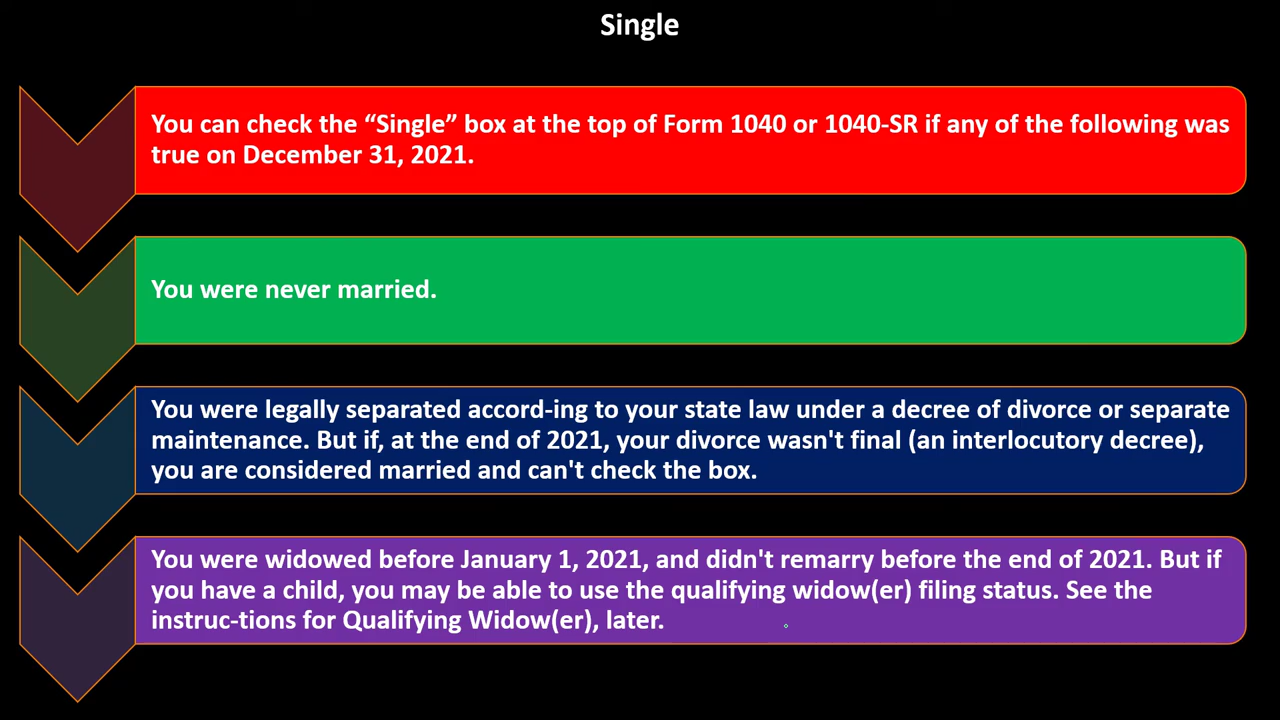 Single
You can check the “Single” box at the top of Form 1040 or 1040-SR if any of the following was
true on December 31, 2021.
You were never married.
You were legally separated accord-ing to your state law under a decree of divorce or separate
maintenance. But if, at the end of 2021, your divorce wasn't final (an interlocutory decree),
you are considered married and can't check the box.
You were widowed before January 1, 2021, and didn't remarry before the end of 2021. But if
you have a child, you may be able to use the qualifying widow(er) filing status. See the
instruc-tions for Qualifying Widow(er), later.